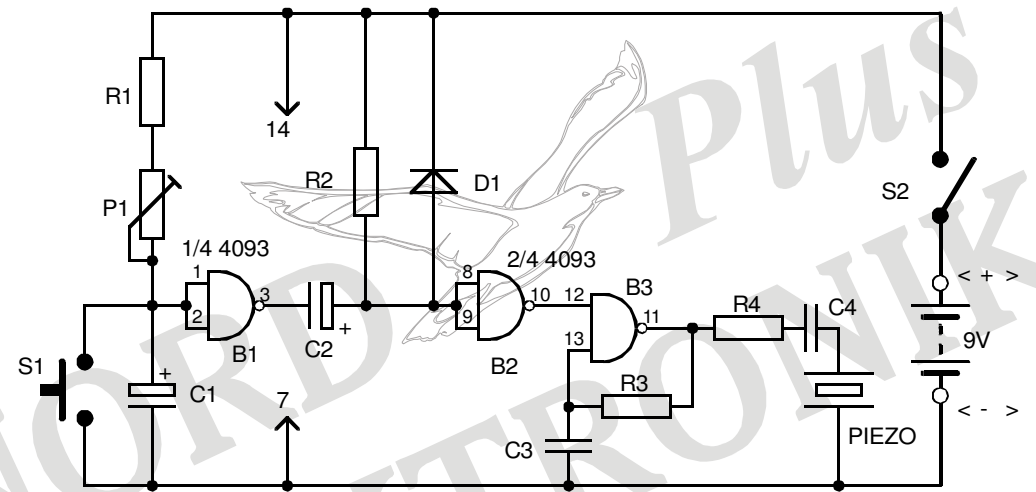 Plus
R1
14
R2
D1
S2
P1
1/4 4093
2/4 4093
< + >
1
2
3
8
9
10
12
13
11
B3
R4
C4
9V
+
+
C2
B1
B2
S1
C1
7
R3
C3
PIEZO
< - >
NORD